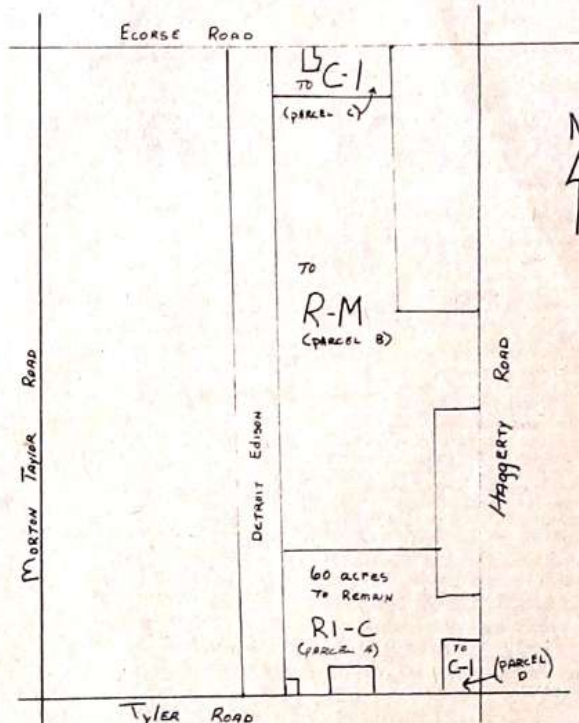 Ecorse Road
TO C-1
(PARCEL C)
N
TO
R-M
(PARCEL B)
MORTON TAYLOR ROAD
DETROIT EDISON
HAGGERTY ROAD
60 acres
TO REMAIN
R1-C
(PARCEL A)
TO
C-1
(PARCEL
D
Tyler Road